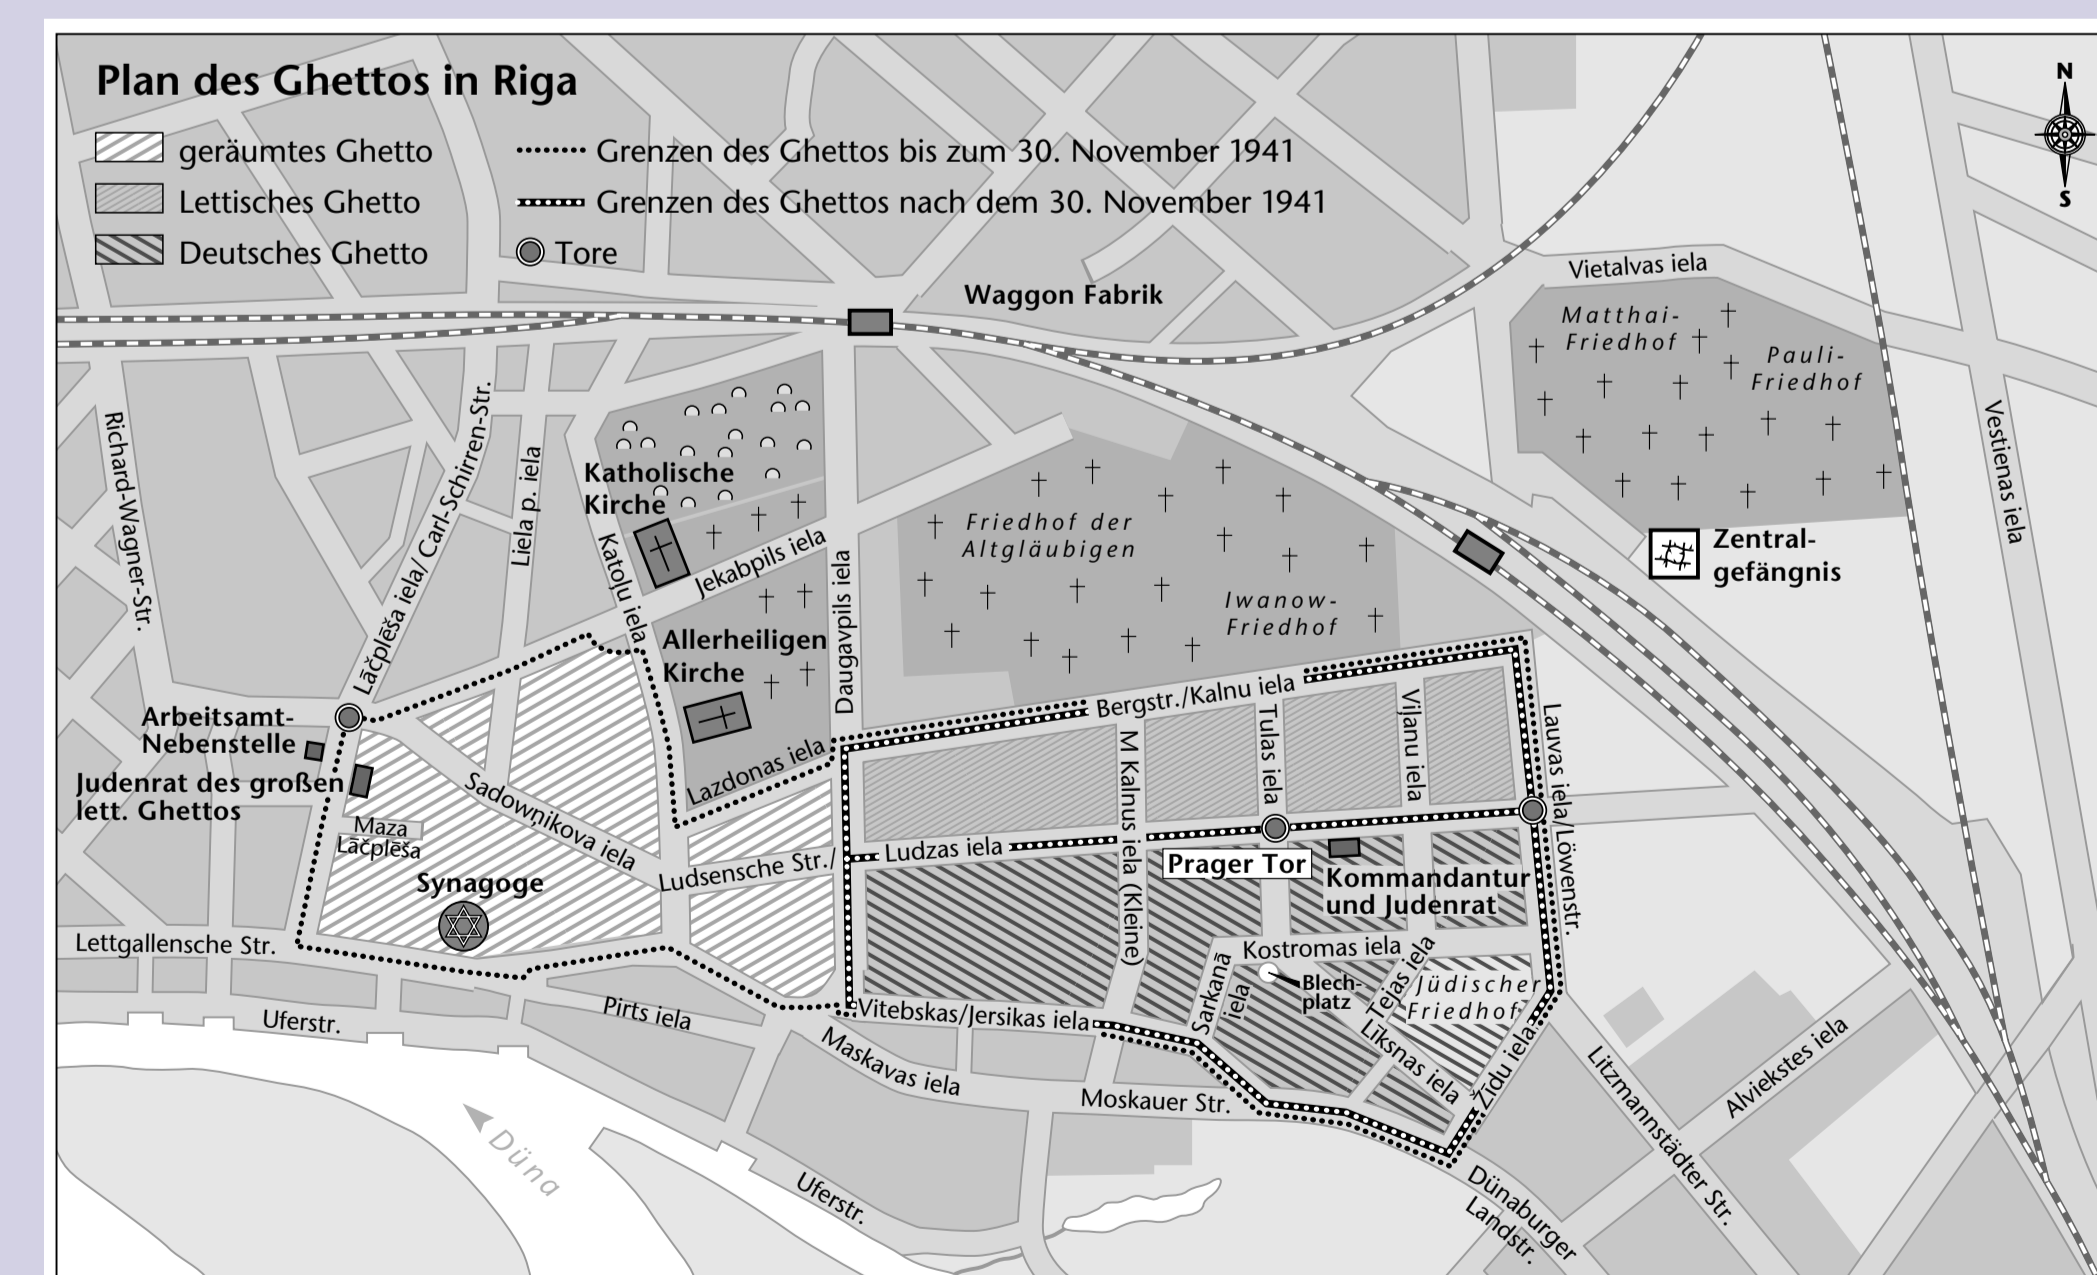 Plan des Ghettos in Riga
geräumtes Ghetto
Lettisches Ghetto
Deutsches Ghetto
Grenzen des Ghettos bis zum 30. November 1941
Grenzen des Ghettos nach dem 30. November 1941
Tore
N
S
Waggon Fabrik
Vietalvas iela
Matthai-
Friedhof
Pauli-
Friedhof
Vestienas iela
Richard-Wagner-Str.
Lāčplēša iela/ Carl-Schirren-Str.
Liela p. iela
Katholische
Kirche
Katoļu iela
Jekabpils iela
Daugavpils iela
Friedhof der
Altgläubigen
Iwanow-
Friedhof
Zentral-
gefängnis
Allerheiligen
Kirche
Arbeitsamt-
Nebenstelle
Judenrat des großen
lett. Ghettos
Lazdonas iela
Bergstr./Kalnu iela
M Kalnus iela (Kleine)
Tulas iela
Viļanu iela
Lauvas iela/Löwenstr.
Sadowņikova iela
Maza
Lāčplēša
Synagoge
Ludsensche Str./
Ludzas iela
Prager Tor
Kommandantur
und Judenrat
Lettgallensche Str.
Kostromas iela
Sarkanā
iela
Blech-
platz
Tejas iela
Jüdischer
Friedhof
Līksnas iela
Žīdu iela
Uferstr.
Pirts iela
Vitebskas/Jersikas iela
Maskavas iela
Moskauer Str.
Litzmannstädter Str.
Alviekstes iela
Düna
Uferstr.
Dünaburger
Landstr.